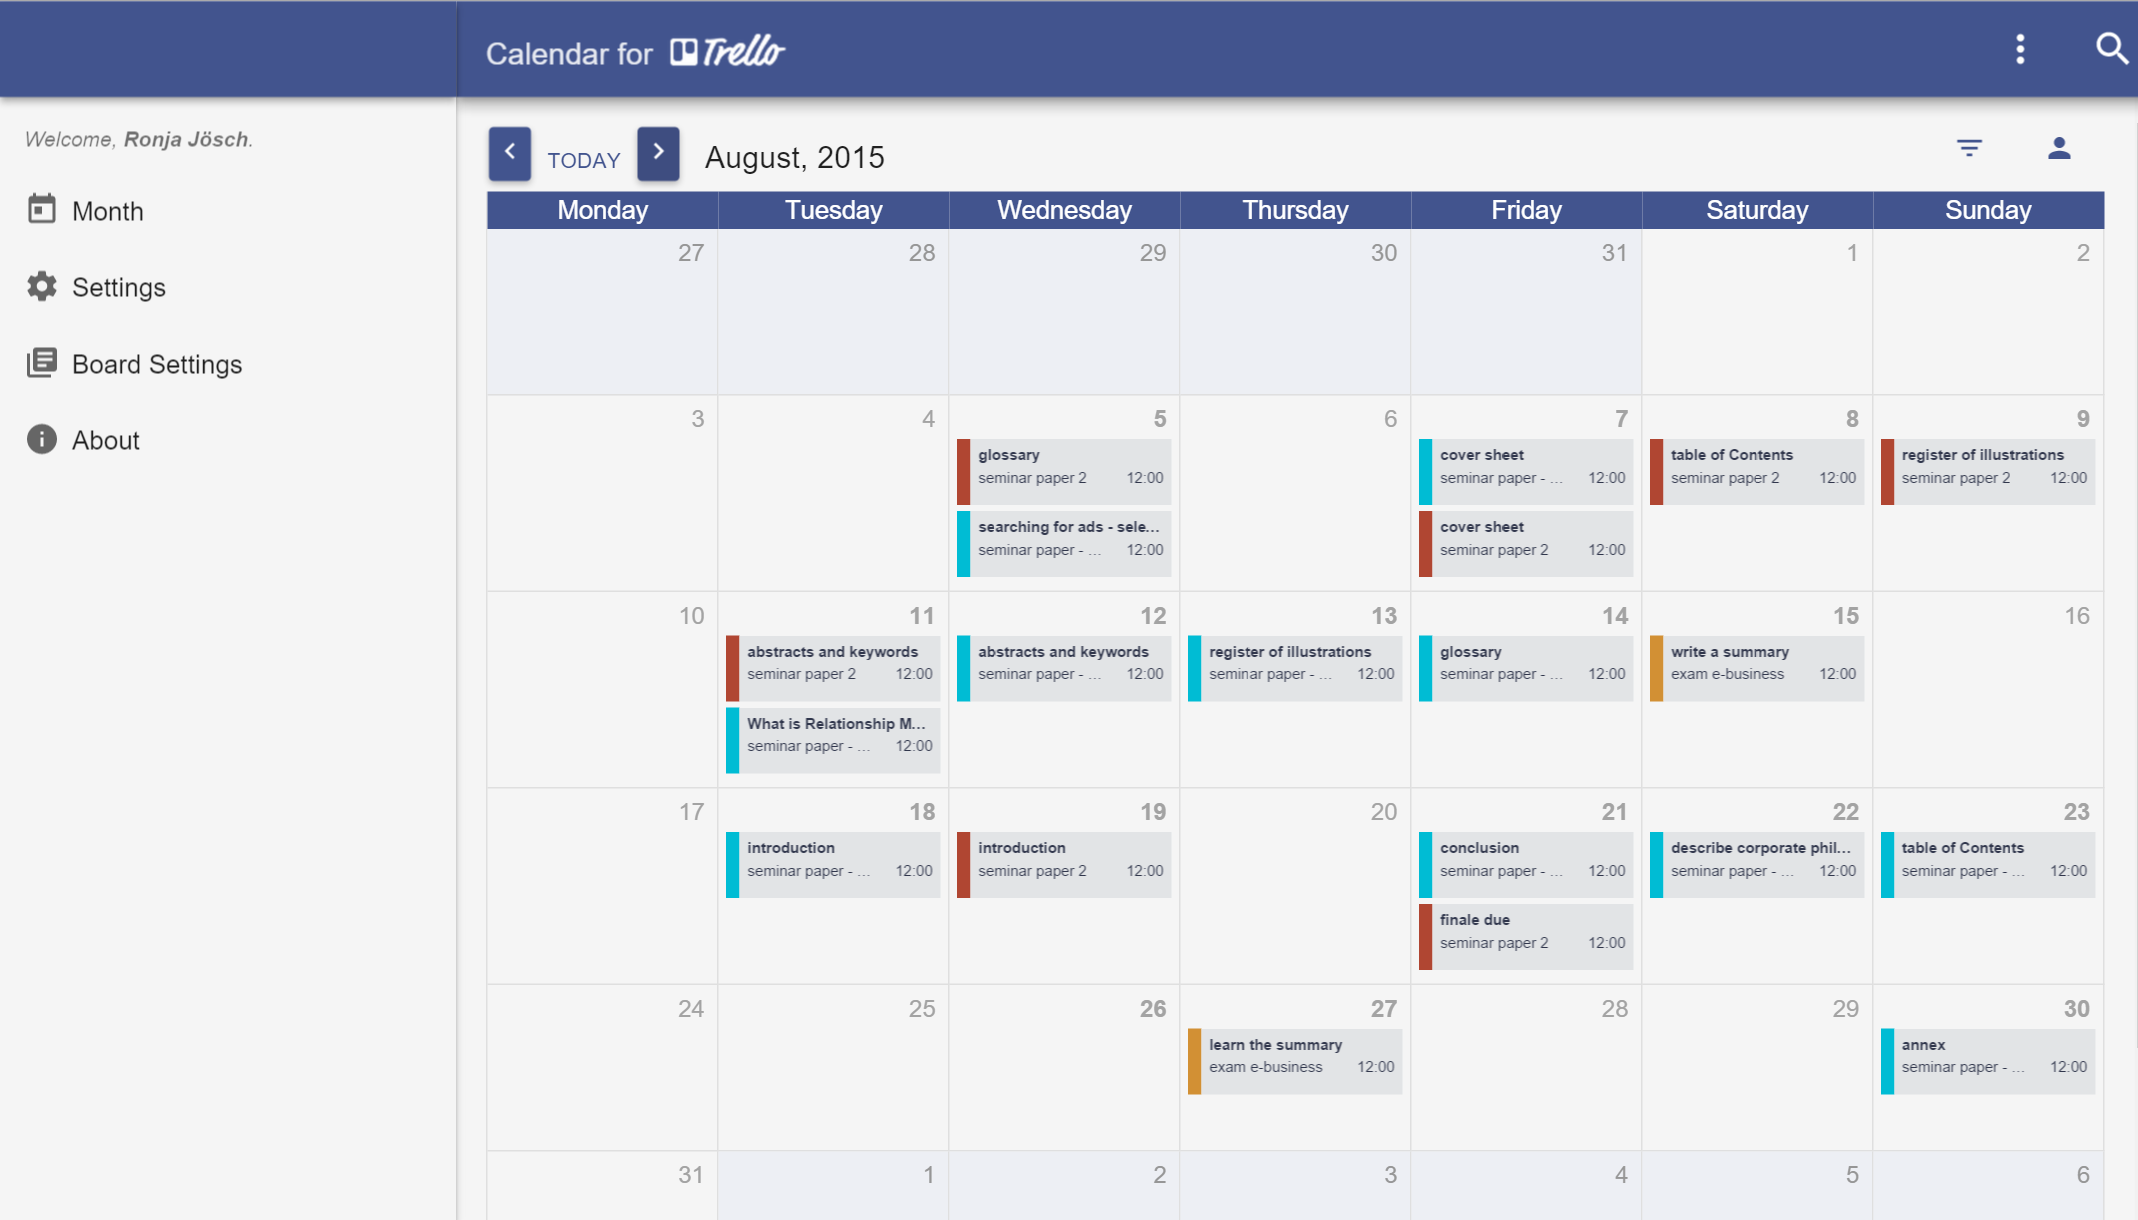 Calendar for Trello
Welcome, Ronja Jösch.
Month
Settings
Board Settings
About
TODAY
August, 2015
Monday Tuesday Wednesday Thursday Friday Saturday Sunday
27 28 29 30 31 1 2
3 4 5 6 7 8 9
glossary
seminar paper 2 12:00
searching for ads - sele...
seminar paper - ... 12:00
cover sheet
seminar paper - ... 12:00
cover sheet
seminar paper 2 12:00
table of Contents
seminar paper 2 12:00
register of illustrations
seminar paper 2 12:00
10 11 12 13 14 15 16
abstracts and keywords
seminar paper 2 12:00
What is Relationship M...
seminar paper - ... 12:00
abstracts and keywords
seminar paper - ... 12:00
register of illustrations
seminar paper - ... 12:00
glossary
seminar paper - ... 12:00
write a summary
exam e-business 12:00
17 18 19 20 21 22 23
introduction
seminar paper - ... 12:00
introduction
seminar paper 2 12:00
conclusion
seminar paper - ... 12:00
finale due
seminar paper 2 12:00
describe corporate phil...
seminar paper - ... 12:00
table of Contents
seminar paper - ... 12:00
24 25 26 27 28 29 30
learn the summary
exam e-business 12:00
annex
seminar paper - ... 12:00
31 1 2 3 4 5 6